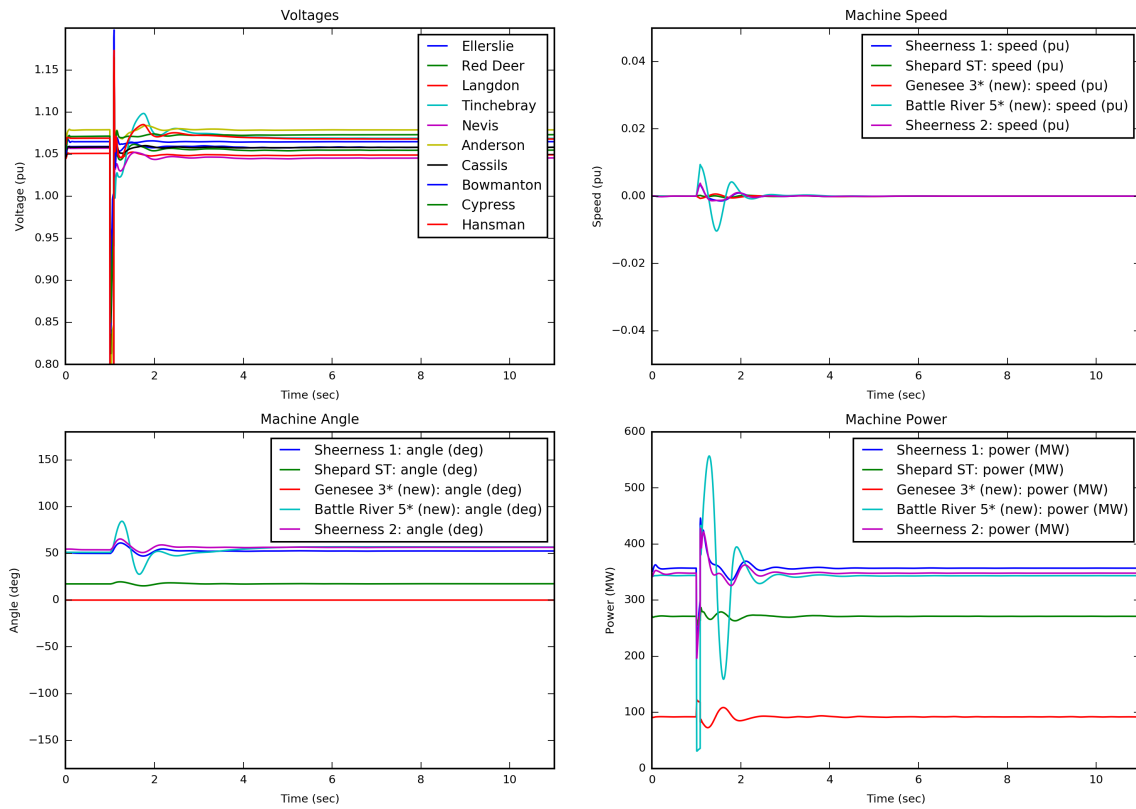 Voltages
1.15
1.10
1.05
1.00
0.95
0.90
0.85
0.80
Voltage (pu)
0 2 4 6 8 10
Time (sec)
Ellerslie
Red Deer
Langdon
Tinchebray
Nevis
Anderson
Cassils
Bowmanton
Cypress
Hansman
Machine Speed
0.04
0.02
0.00
−0.02
−0.04
Speed (pu)
0 2 4 6 8 10
Time (sec)
Sheerness 1: speed (pu)
Shepard ST: speed (pu)
Genesee 3* (new): speed (pu)
Battle River 5* (new): speed (pu)
Sheerness 2: speed (pu)
Machine Angle
150
100
50
0
−50
−100
−150
Angle (deg)
0 2 4 6 8 10
Time (sec)
Sheerness 1: angle (deg)
Shepard ST: angle (deg)
Genesee 3* (new): angle (deg)
Battle River 5* (new): angle (deg)
Sheerness 2: angle (deg)
Machine Power
600
500
400
300
200
100
0
Power (MW)
0 2 4 6 8 10
Time (sec)
Sheerness 1: power (MW)
Shepard ST: power (MW)
Genesee 3* (new): power (MW)
Battle River 5* (new): power (MW)
Sheerness 2: power (MW)